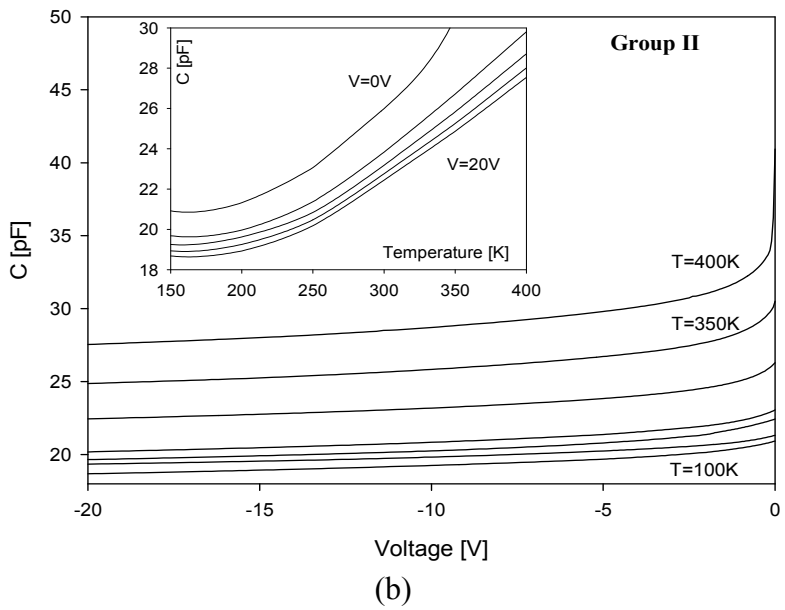 Group II
C [pF]
50
45
40
35
30
25
20
C [pF]
30
28
26
24
22
20
18
V=0V
V=20V
Temperature [K]
150 200 250 300 350 400
T=400K
T=350K
T=100K
-20 -15 -10 -5 0
Voltage [V]
(b)